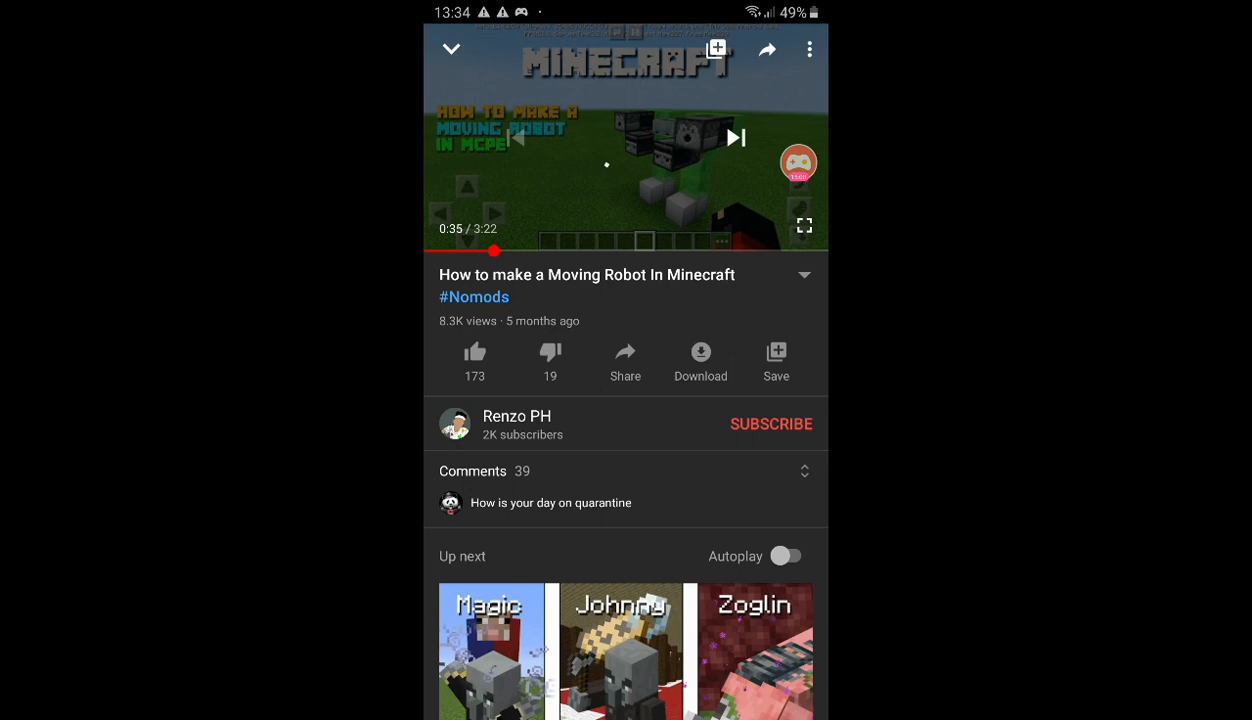 13:34
49%
MINECRAFT
HOW TO MAKE A
MOVING ROBOT
IN MCPE
0:35 / 3:22
How to make a Moving Robot In Minecraft
#Nomods
8.3K views · 5 months ago
173
19
Share
Download
Save
Renzo PH
2K subscribers
SUBSCRIBE
Comments 39
How is your day on quarantine
Up next
Autoplay
Magic
Johnny
Zoglin